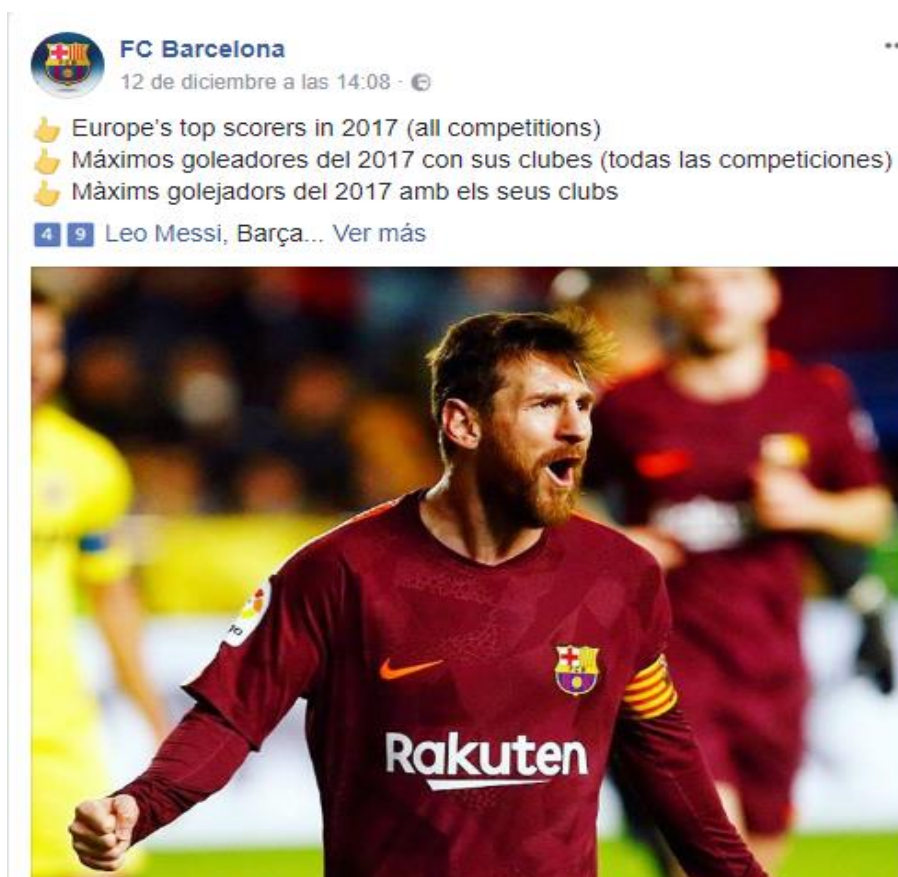 FC Barcelona
12 de diciembre a las 14:08 ·
👍 Europe's top scorers in 2017 (all competitions)
👍 Máximos goleadores del 2017 con sus clubes (todas las competiciones)
👍 Màxims golejadors del 2017 amb els seus clubs
4 9 Leo Messi, Barça... Ver más
Rakuten